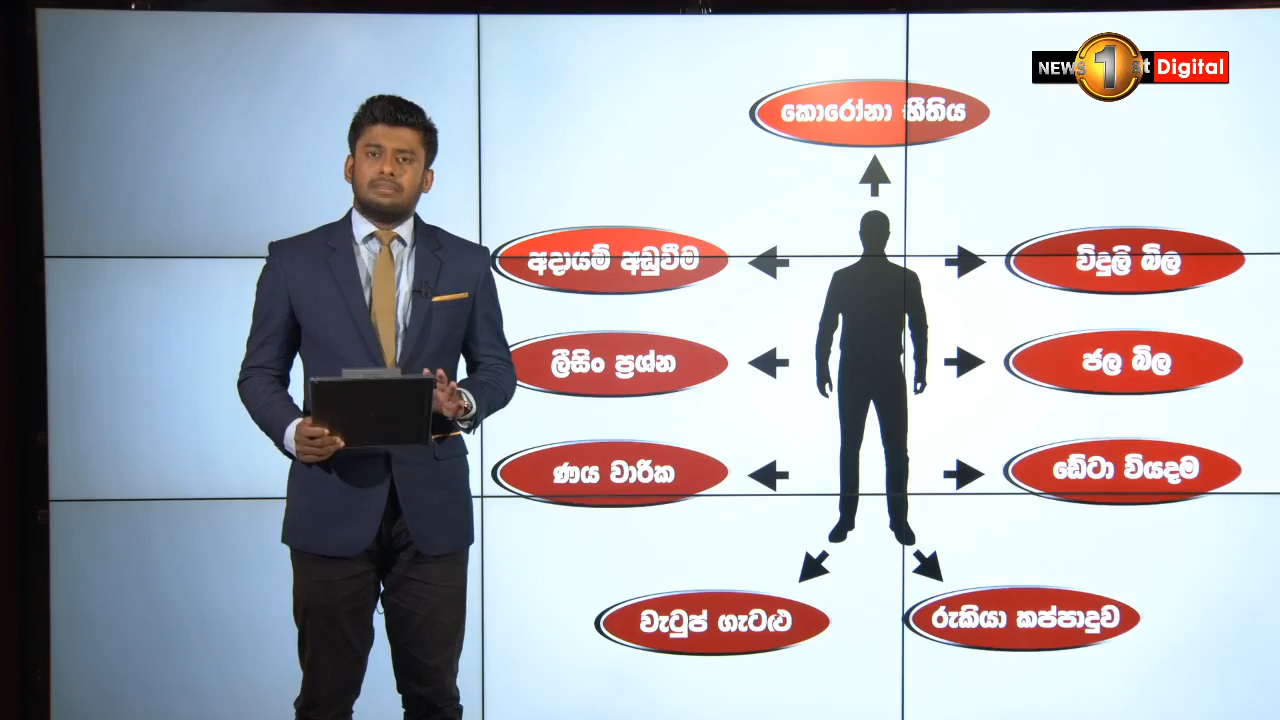 NEWS 1st Digital
කොරෝනා භීතිය
අදායම් අඩුවීම
විදුලි බිල
ලීසිං ප්‍රශ්න
ජල බිල
ණය වාරික
ඩේටා වියදම
වැටුප් ගැටළු
රුකියා කප්පාදුව